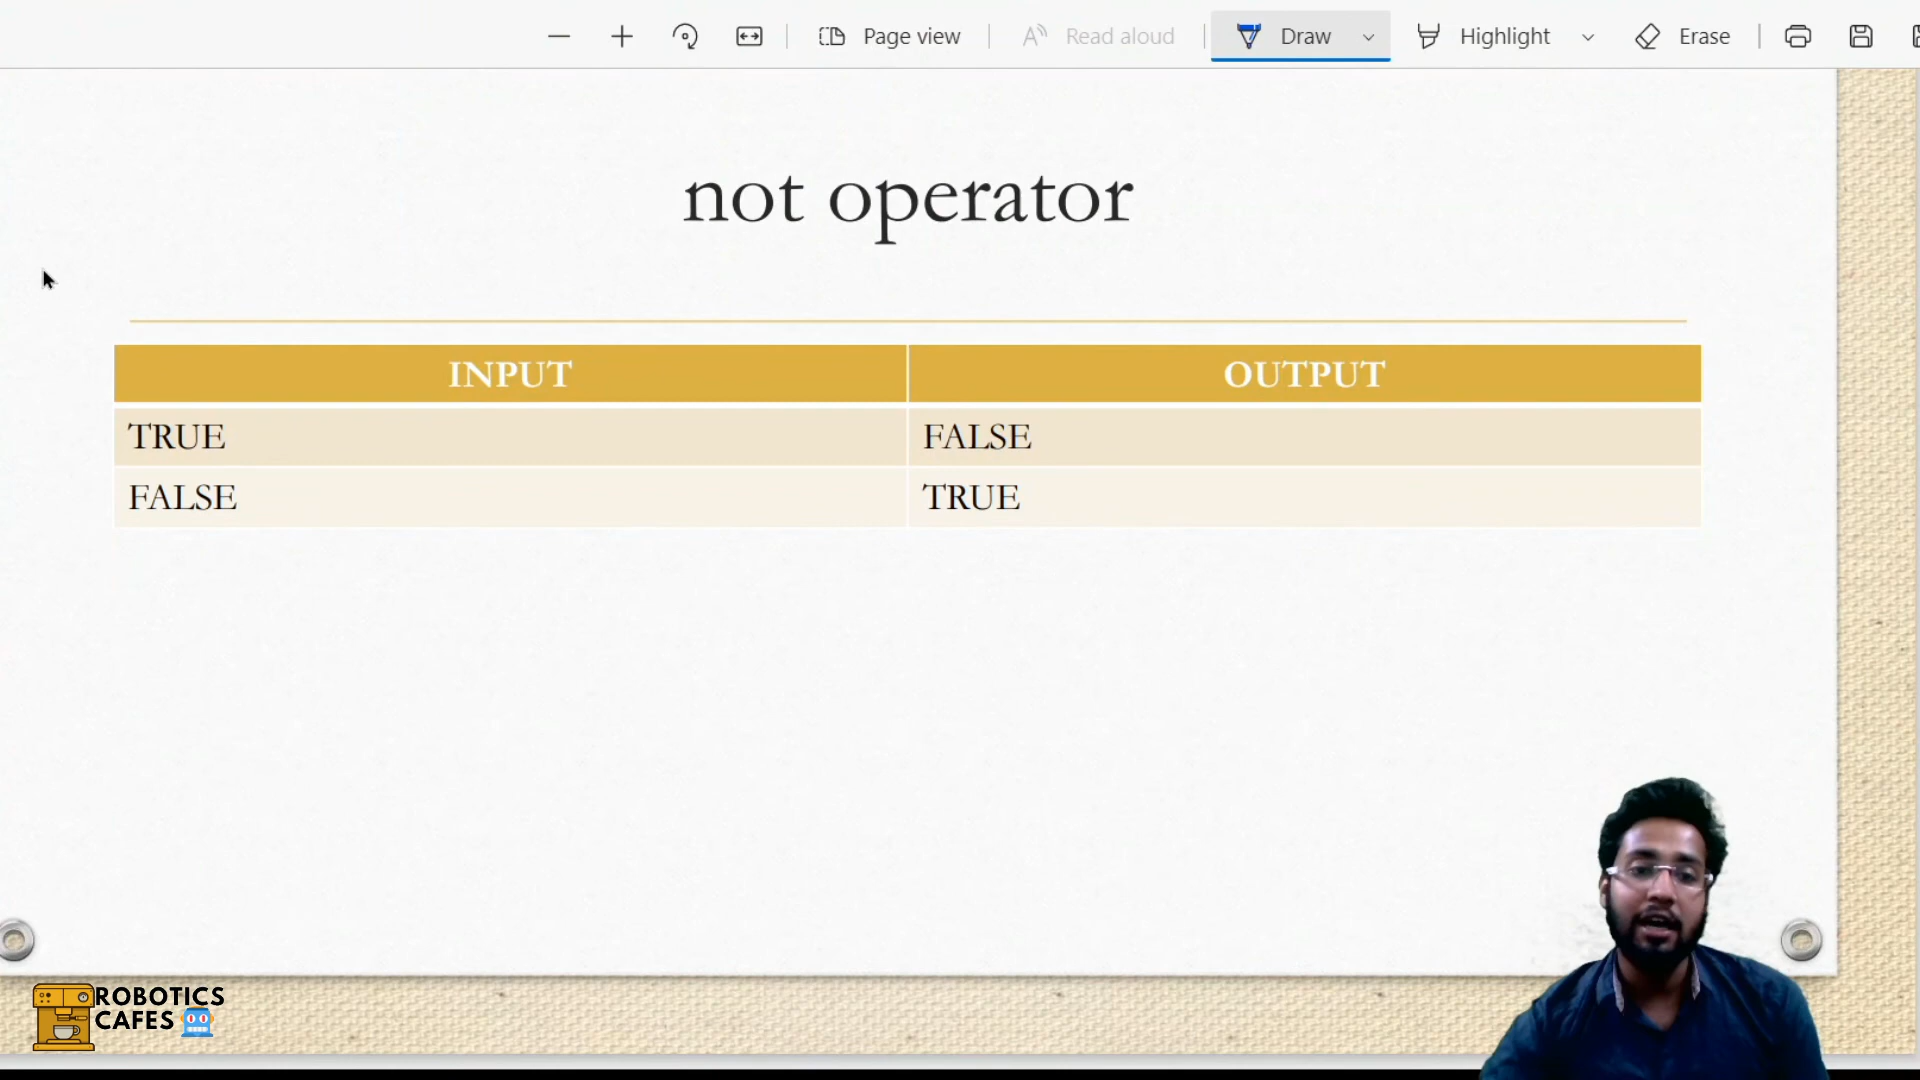 Page view
Read aloud
Draw
Highlight
Erase
not operator
INPUT OUTPUT
TRUE FALSE
FALSE TRUE
ROBOTICS
CAFES